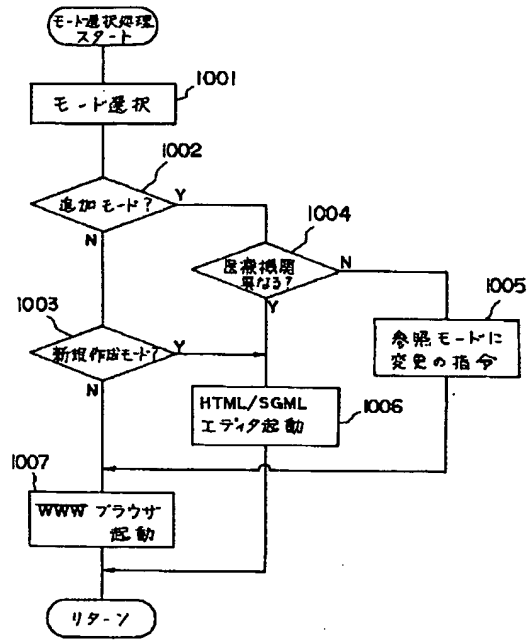 モード選択処理
スタート
1001
モード選択
1002
追加モード?
Y
N
1004
医療機関
異なる?
N
Y
1005
参照モードに
変更の指令
1003
新規作成モード?
Y
N
HTML/SGML
エディタ起動
1006
1007
WWW ブラウザ
起動
リターン